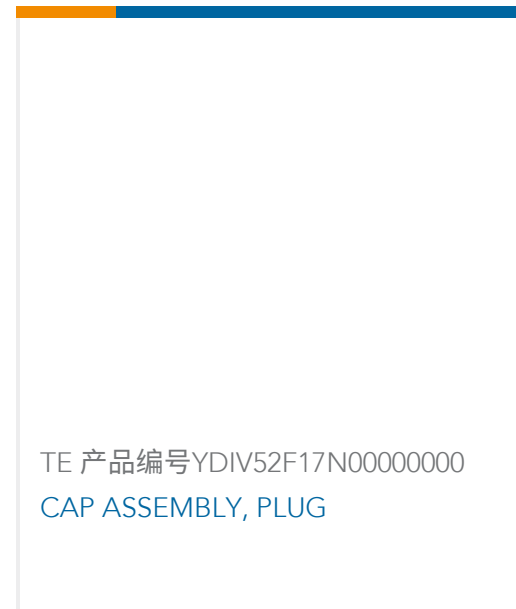 TE 产品编号YDIV52F17N00000000
CAP ASSEMBLY, PLUG